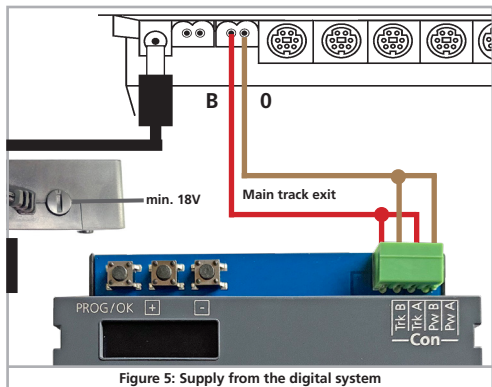 B 0
min. 18V
Main track exit
PROG/OK + -
Trk B
Trk A
Pw B
Pw A
Con
Figure 5: Supply from the digital system